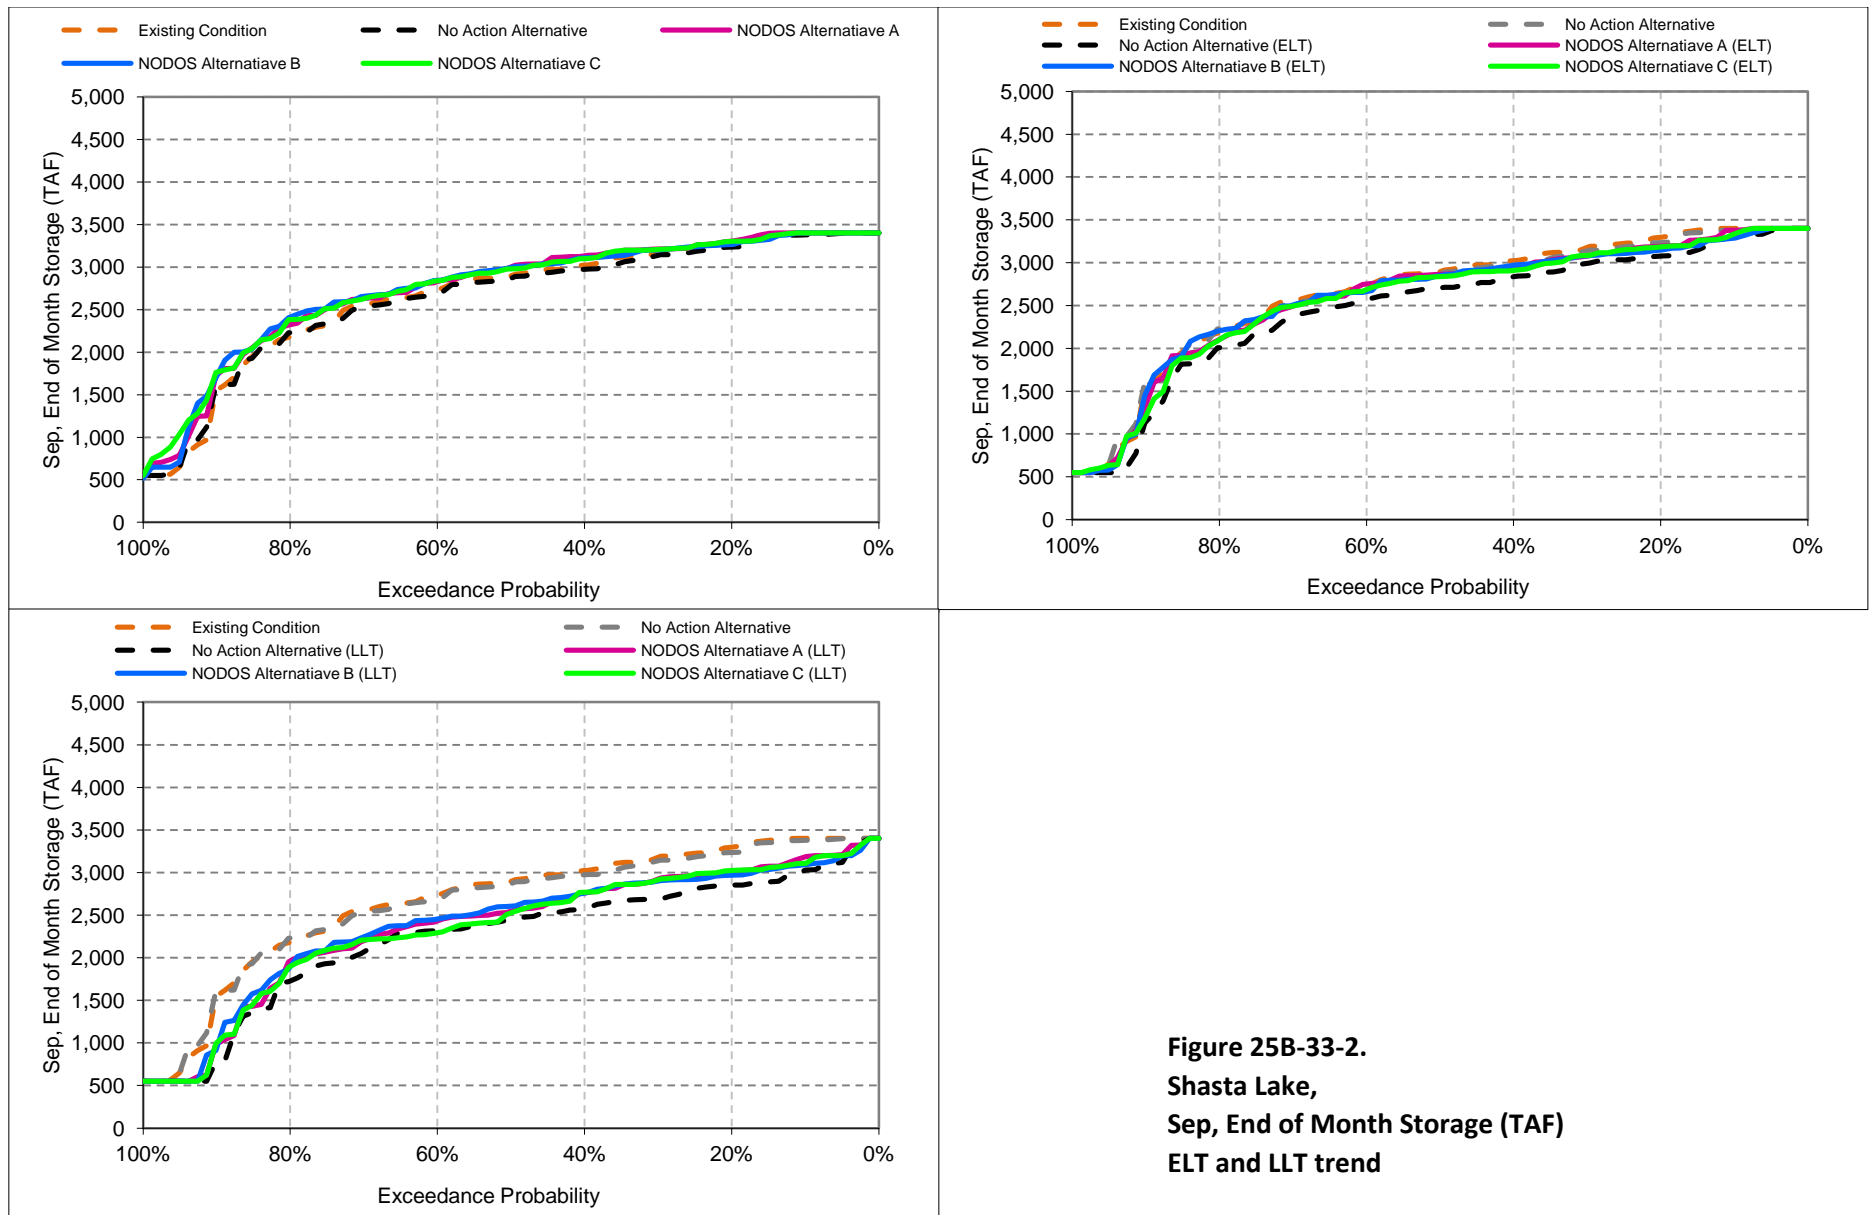 Existing Condition No Action Alternative NODOS Alternatiave A
NODOS Alternatiave B NODOS Alternatiave C
Sep, End of Month Storage (TAF)
5,000
4,500
4,000
3,500
3,000
2,500
2,000
1,500
1,000
500
0
100% 80% 60% 40% 20% 0%
Exceedance Probability
Existing Condition No Action Alternative
No Action Alternative (ELT) NODOS Alternatiave A (ELT)
NODOS Alternatiave B (ELT) NODOS Alternatiave C (ELT)
Sep, End of Month Storage (TAF)
5,000
4,500
4,000
3,500
3,000
2,500
2,000
1,500
1,000
500
0
100% 80% 60% 40% 20% 0%
Exceedance Probability
Existing Condition No Action Alternative
No Action Alternative (LLT) NODOS Alternatiave A (LLT)
NODOS Alternatiave B (LLT) NODOS Alternatiave C (LLT)
Sep, End of Month Storage (TAF)
5,000
4,500
4,000
3,500
3,000
2,500
2,000
1,500
1,000
500
0
100% 80% 60% 40% 20% 0%
Exceedance Probability
Figure 25B-33-2.
Shasta Lake,
Sep, End of Month Storage (TAF)
ELT and LLT trend